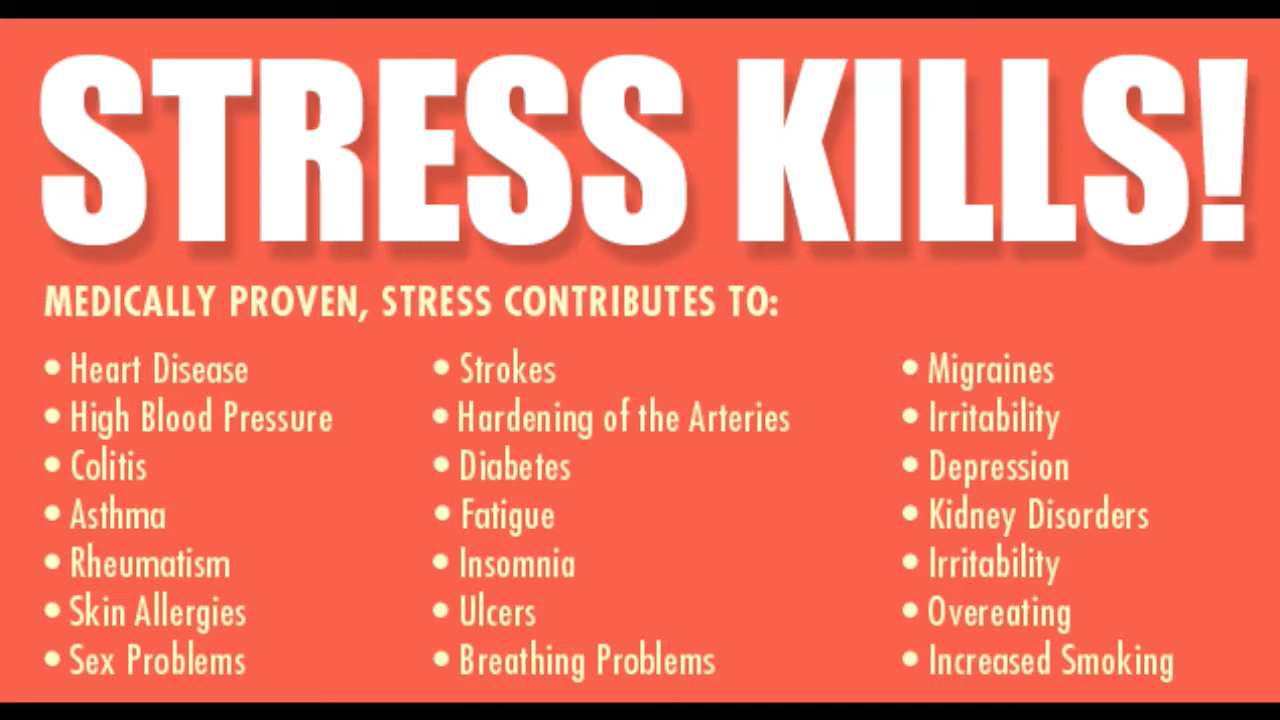 STRESS KILLS!
MEDICALLY PROVEN, STRESS CONTRIBUTES TO:
• Heart Disease
• High Blood Pressure
• Colitis
• Asthma
• Rheumatism
• Skin Allergies
• Sex Problems
• Strokes
• Hardening of the Arteries
• Diabetes
• Fatigue
• Insomnia
• Ulcers
• Breathing Problems
• Migraines
• Irritability
• Depression
• Kidney Disorders
• Irritability
• Overeating
• Increased Smoking